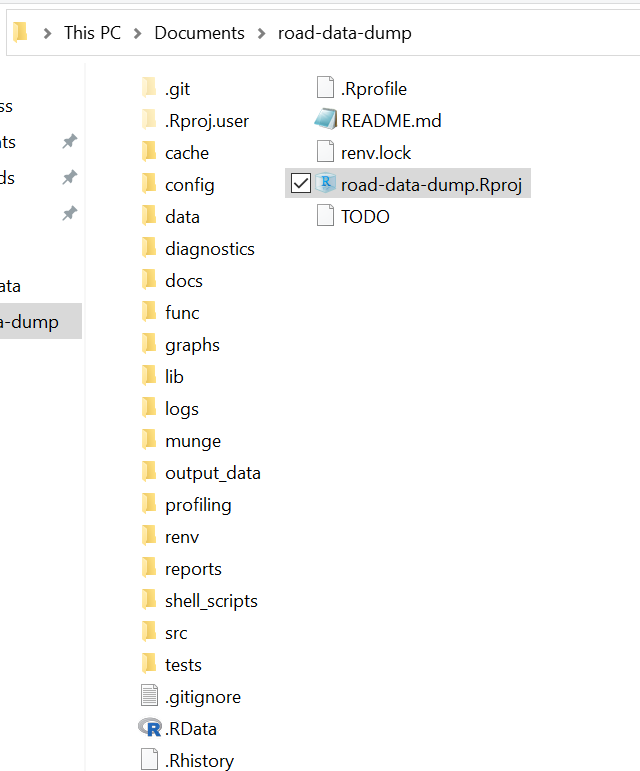 This PC > Documents > road-data-dump
ss
nts
ds
ata
a-dump
.git
.Rproj.user
cache
config
data
diagnostics
docs
func
graphs
lib
logs
munge
output_data
profiling
renv
reports
shell_scripts
src
tests
.gitignore
.RData
.Rhistory
.Rprofile
README.md
renv.lock
road-data-dump.Rproj
TODO